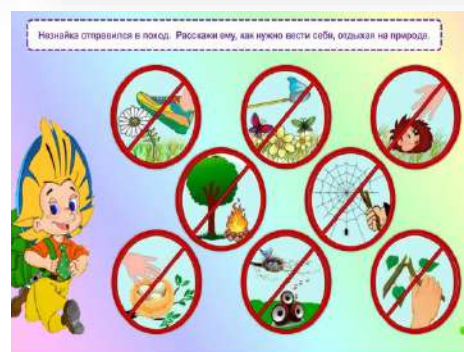 Незнайка отправился в поход. Расскажи ему, как нужно вести себя, отдыхая на природе.